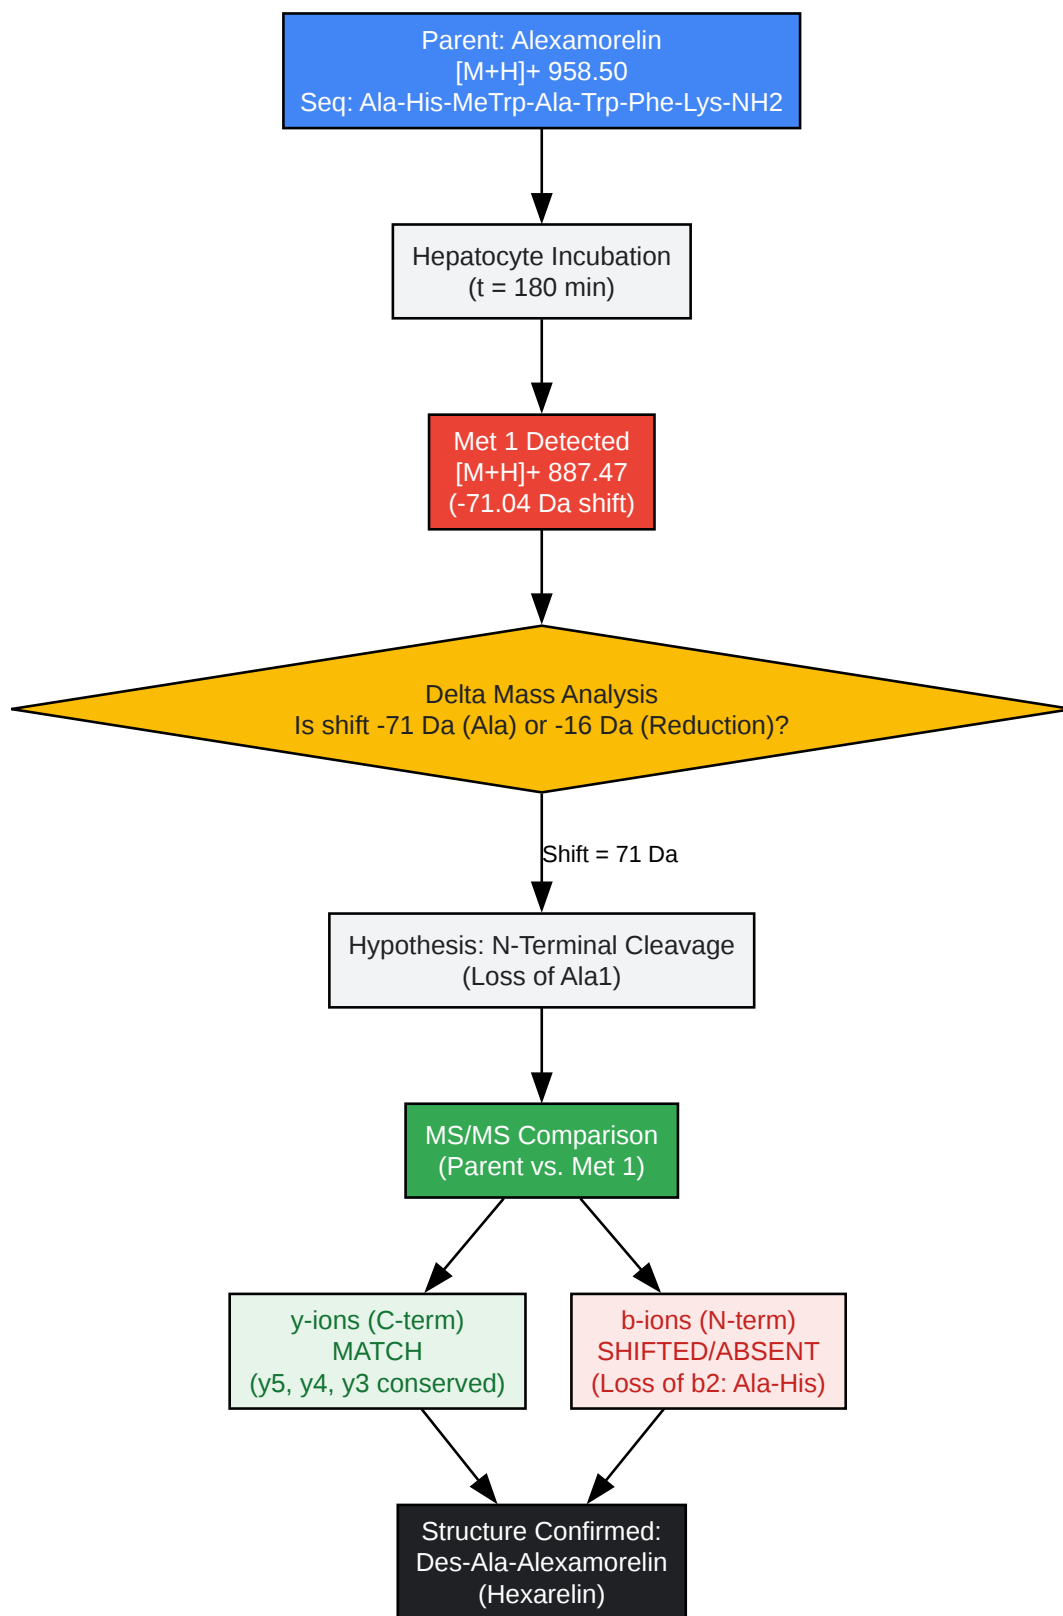 Parent: Alexamorelin
[M+H]+ 958.50
Seq: Ala-His-MeTrp-Ala-Trp-Phe-Lys-NH2
Hepatocyte Incubation
(t = 180 min)
Met 1 Detected
[M+H]+ 887.47
(-71.04 Da shift)
Delta Mass Analysis
Is shift -71 Da (Ala) or -16 Da (Reduction)?
Shift = 71 Da
Hypothesis: N-Terminal Cleavage
(Loss of Ala1)
MS/MS Comparison
(Parent vs. Met 1)
y-ions (C-term)
MATCH
(y5, y4, y3 conserved)
b-ions (N-term)
SHIFTED/ABSENT
(Loss of b2: Ala-His)
Structure Confirmed:
Des-Ala-Alexamorelin
(Hexarelin)